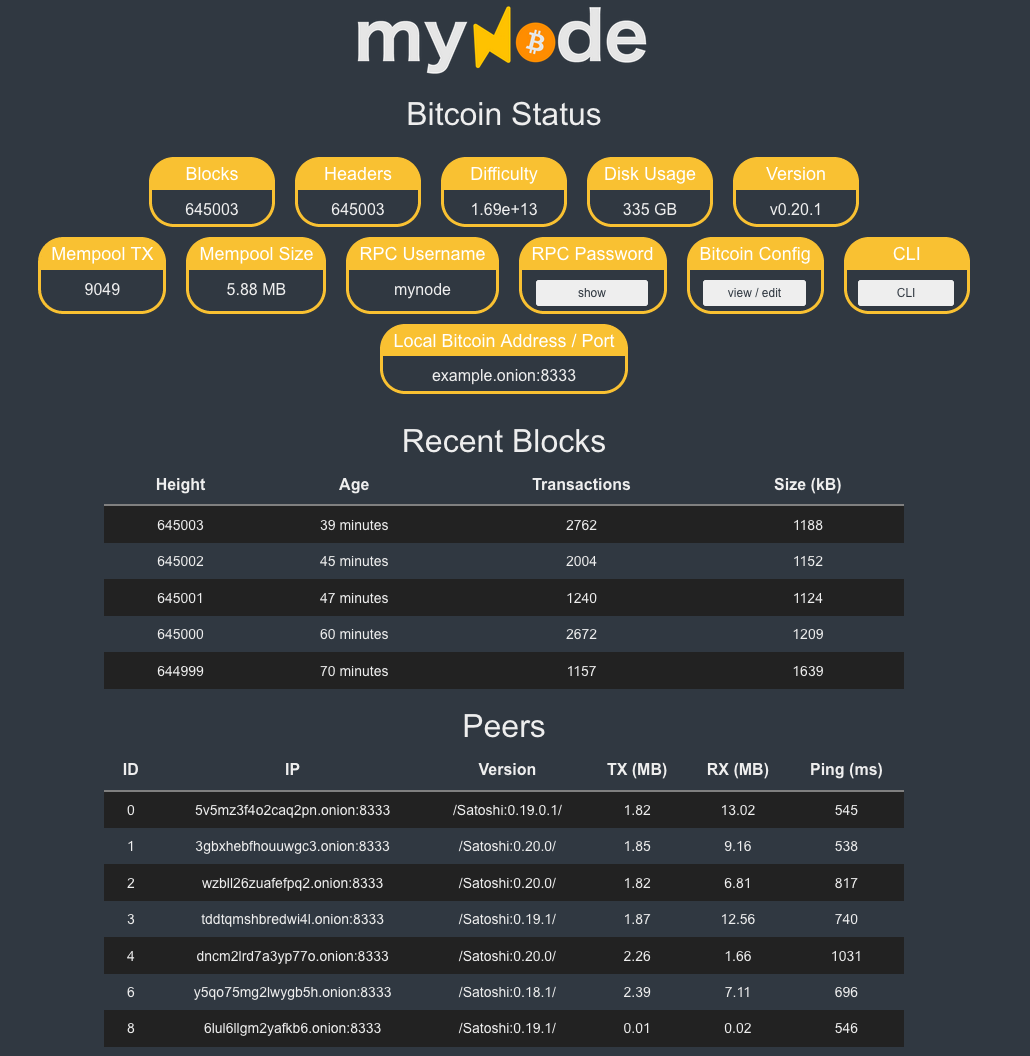 myNode
Bitcoin Status
Blocks Headers Difficulty Disk Usage Version
645003 645003 1.69e+13 335 GB v0.20.1
Mempool TX Mempool Size RPC Username RPC Password Bitcoin Config CLI
9049 5.88 MB mynode show view / edit CLI
Local Bitcoin Address / Port
example.onion:8333
Recent Blocks
Height Age Transactions Size (kB)
645003 39 minutes 2762 1188
645002 45 minutes 2004 1152
645001 47 minutes 1240 1124
645000 60 minutes 2672 1209
644999 70 minutes 1157 1639
Peers
ID IP Version TX (MB) RX (MB) Ping (ms)
0 5v5mz3f4o2caq2pn.onion:8333 /Satoshi:0.19.0.1/ 1.82 13.02 545
1 3gbxhebfhouuwgc3.onion:8333 /Satoshi:0.20.0/ 1.85 9.16 538
2 wzbll26zuafefpq2.onion:8333 /Satoshi:0.20.0/ 1.82 6.81 817
3 tddtqmshbredwi4l.onion:8333 /Satoshi:0.19.1/ 1.87 12.56 740
4 dncm2lrd7a3yp77o.onion:8333 /Satoshi:0.20.0/ 2.26 1.66 1031
6 y5qo75mg2lwygb5h.onion:8333 /Satoshi:0.18.1/ 2.39 7.11 696
8 6lul6llgm2yafkb6.onion:8333 /Satoshi:0.19.1/ 0.01 0.02 546